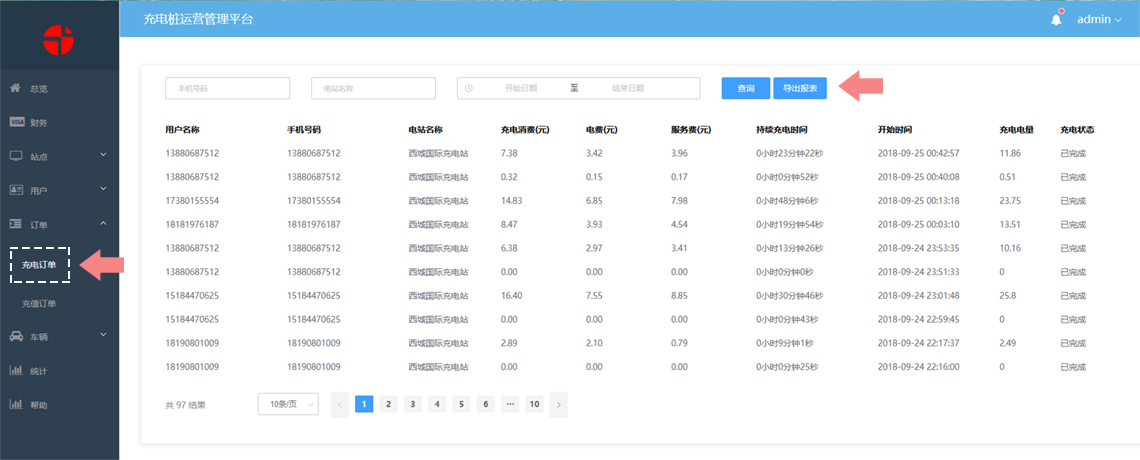 充电桩运营管理平台
admin
总览
VISA 财务
站点
用户
订单
充电订单
充值订单
车辆
统计
帮助
手机号码 电站名称 开始日期 至 结束日期 查询 导出报表
用户名称 手机号码 电站名称 充电消费(元) 电费(元) 服务费(元) 持续充电时间 开始时间 充电电量 充电状态
13880687512 13880687512 西城国际充电站 7.38 3.42 3.96 0小时23分钟22秒 2018-09-25 00:42:57 11.86 已完成
13880687512 13880687512 西城国际充电站 0.32 0.15 0.17 0小时0分钟52秒 2018-09-25 00:40:08 0.51 已完成
17380155554 17380155554 西城国际充电站 14.83 6.85 7.98 0小时48分钟6秒 2018-09-25 00:13:18 23.75 已完成
18181976187 18181976187 西城国际充电站 8.47 3.93 4.54 0小时19分钟54秒 2018-09-25 00:03:10 13.51 已完成
13880687512 13880687512 西城国际充电站 6.38 2.97 3.41 0小时13分钟26秒 2018-09-24 23:53:35 10.16 已完成
13880687512 13880687512 西城国际充电站 0.00 0.00 0.00 0小时0分钟0秒 2018-09-24 23:51:33 0 已完成
15184470625 15184470625 西城国际充电站 16.40 7.55 8.85 0小时30分钟46秒 2018-09-24 23:01:48 25.8 已完成
15184470625 15184470625 西城国际充电站 0.00 0.00 0.00 0小时0分钟43秒 2018-09-24 22:59:45 0 已完成
18190801009 18190801009 西城国际充电站 2.89 2.10 0.79 0小时9分钟1秒 2018-09-24 22:17:37 2.49 已完成
18190801009 18190801009 西城国际充电站 0.00 0.00 0.00 0小时0分钟25秒 2018-09-24 22:16:00 0 已完成
共 97 结果 10条/页 1 2 3 4 5 6 ··· 10